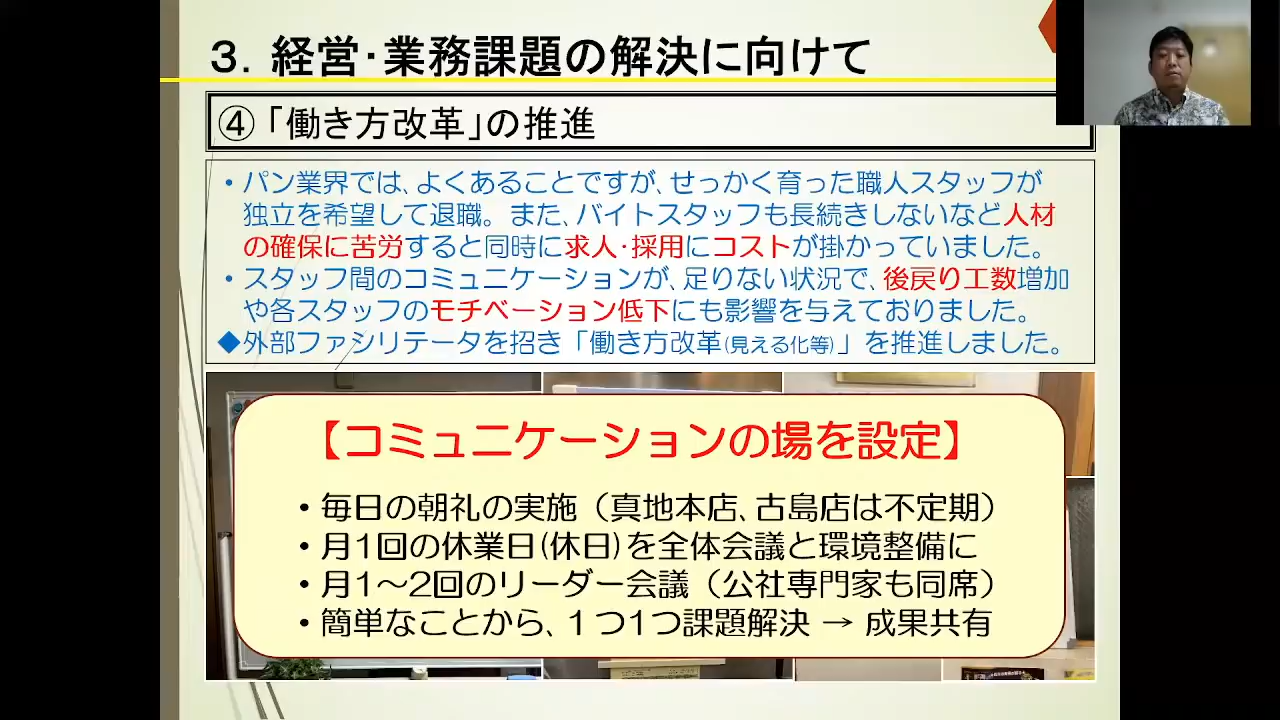 ３．経営・業務課題の解決に向けて
④「働き方改革」の推進
・パン業界では、よくあることですが、せっかく育った職人スタッフが
独立を希望して退職。また、バイトスタッフも長続きしないなど人材
の確保に苦労すると同時に求人・採用にコストが掛かっていました。
・スタッフ間のコミュニケーションが、足りない状況で、後戻り工数増加
や各スタッフのモチベーション低下にも影響を与えておりました。
◆外部ファシリテータを招き「働き方改革(見える化等)」を推進しました。
【コミュニケーションの場を設定】
・毎日の朝礼の実施（真地本店、古島店は不定期）
・月１回の休業日(休日)を全体会議と環境整備に
・月１～２回のリーダー会議（公社専門家も同席）
・簡単なことから、１つ1つ課題解決 → 成果共有